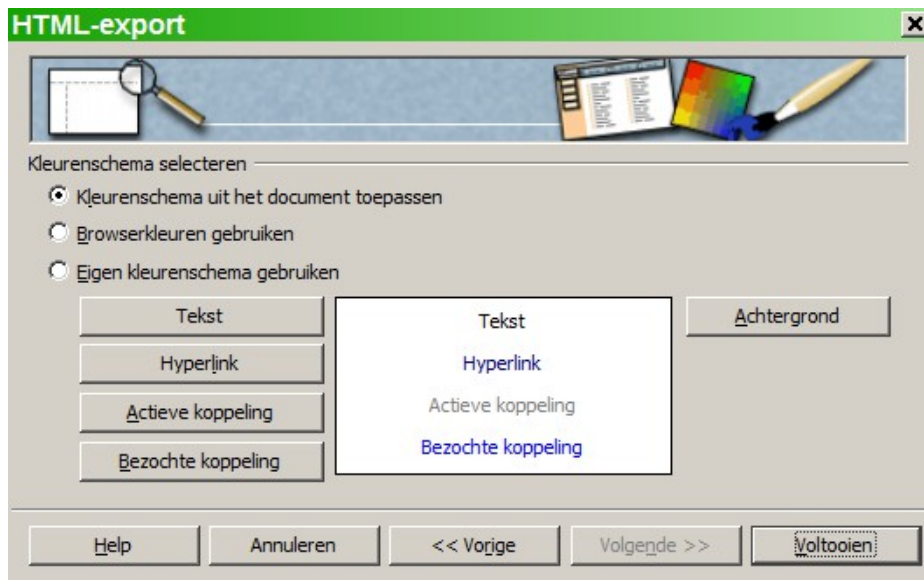 HTML-export
Kleurenschema selecteren
Kleurenschema uit het document toepassen
Browserkleuren gebruiken
Eigen kleurenschema gebruiken
Tekst
Tekst
Achtergrond
Hyperlink
Hyperlink
Actieve koppeling
Actieve koppeling
Bezochte koppeling
Bezochte koppeling
Help
Annuleren
<< Vorige
Volgende >>
Voltooien